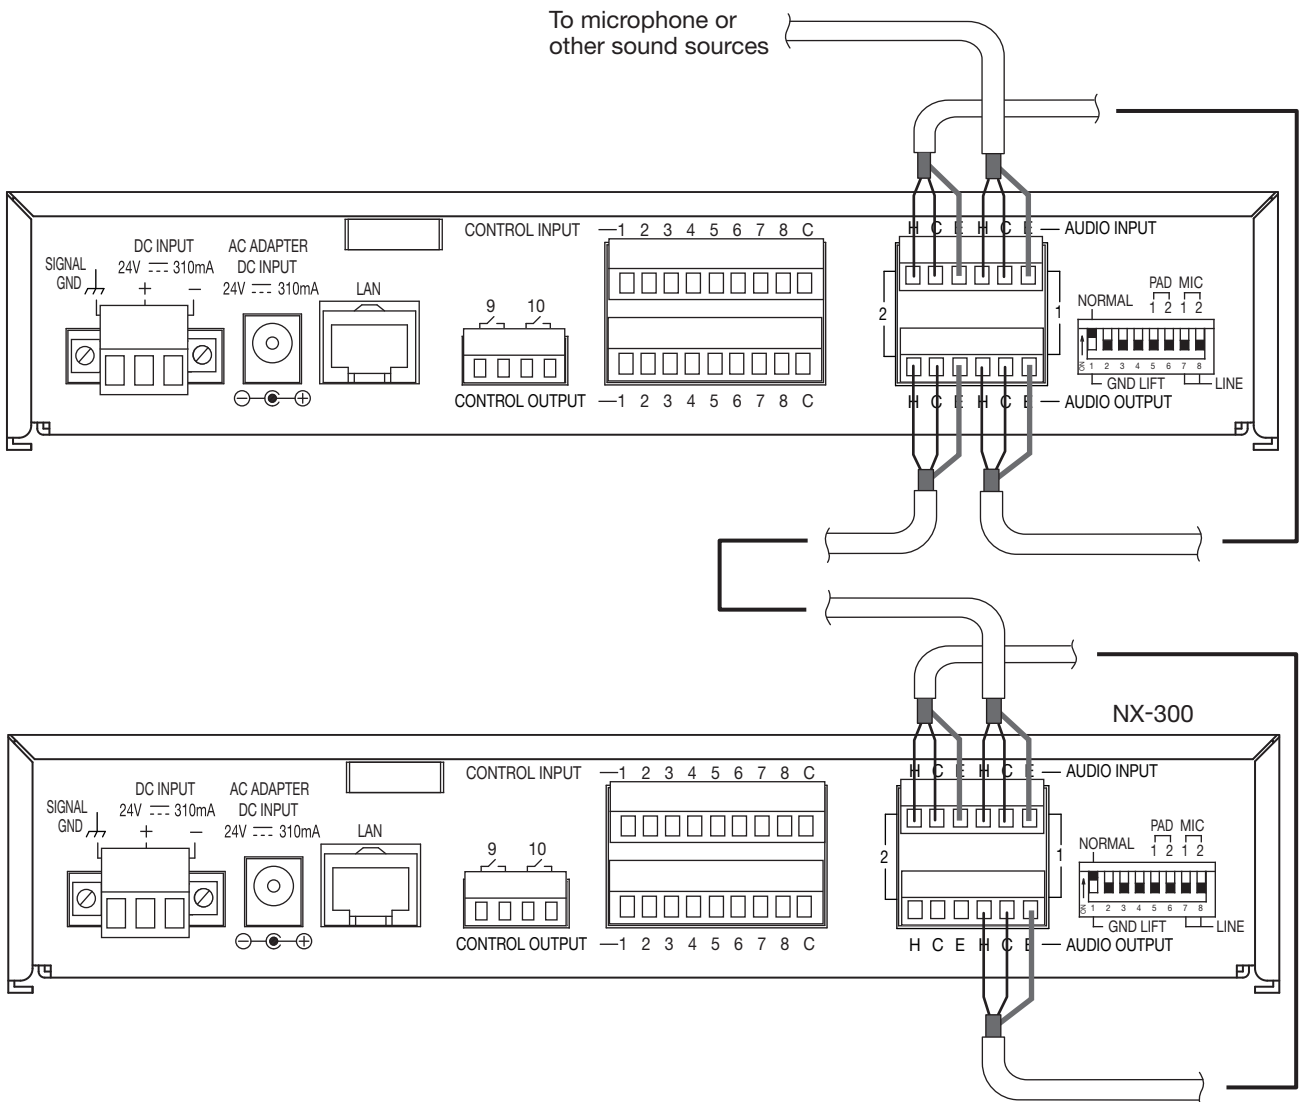 To microphone or
other sound sources
CONTROL INPUT 1 2 3 4 5 6 7 8 C
H C E H C E AUDIO INPUT
DC INPUT
24V 310mA
AC ADAPTER
DC INPUT
24V 310mA
SIGNAL
GND
+ −
LAN
9 10
2
1
PAD MIC
NORMAL 1 2 1 2
ON 1 2 3 4 5 6 7 8
GND LIFT LINE
− +
CONTROL OUTPUT 1 2 3 4 5 6 7 8 C
H C E H C E AUDIO OUTPUT
NX-300
CONTROL INPUT 1 2 3 4 5 6 7 8 C
H C E H C E AUDIO INPUT
DC INPUT
24V 310mA
AC ADAPTER
DC INPUT
24V 310mA
SIGNAL
GND
+ −
LAN
9 10
2
1
PAD MIC
NORMAL 1 2 1 2
ON 1 2 3 4 5 6 7 8
GND LIFT LINE
− +
CONTROL OUTPUT 1 2 3 4 5 6 7 8 C
H C E H C E AUDIO OUTPUT